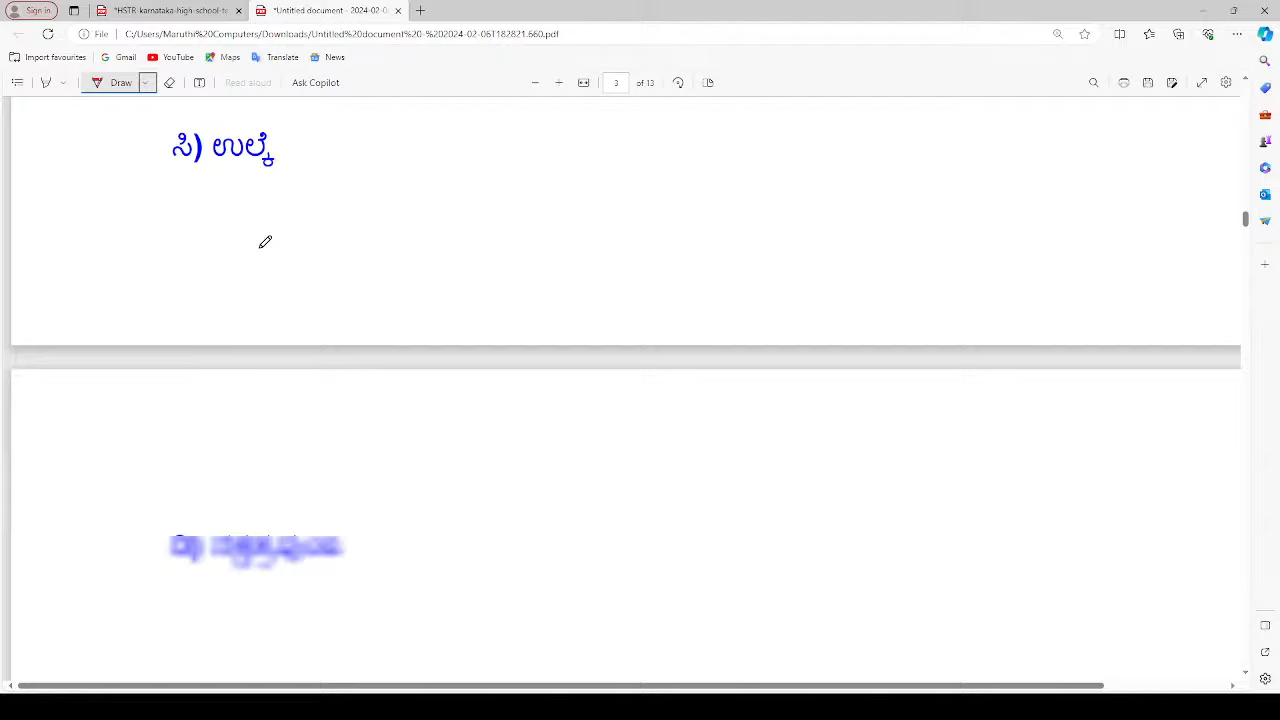 Sign in
*HSTR-karnataka-high-school-te
*Untitled document - 2024-02-0
File
C:/Users/Maruthi%20Computers/Downloads/Untitled%20document%20-%202024-02-061182821.660.pdf
Import favourites
Gmail
YouTube
Maps
Translate
News
Draw
Read aloud
Ask Copilot
3
of 13
ಸಿ) ಉಲ್ಕೆ